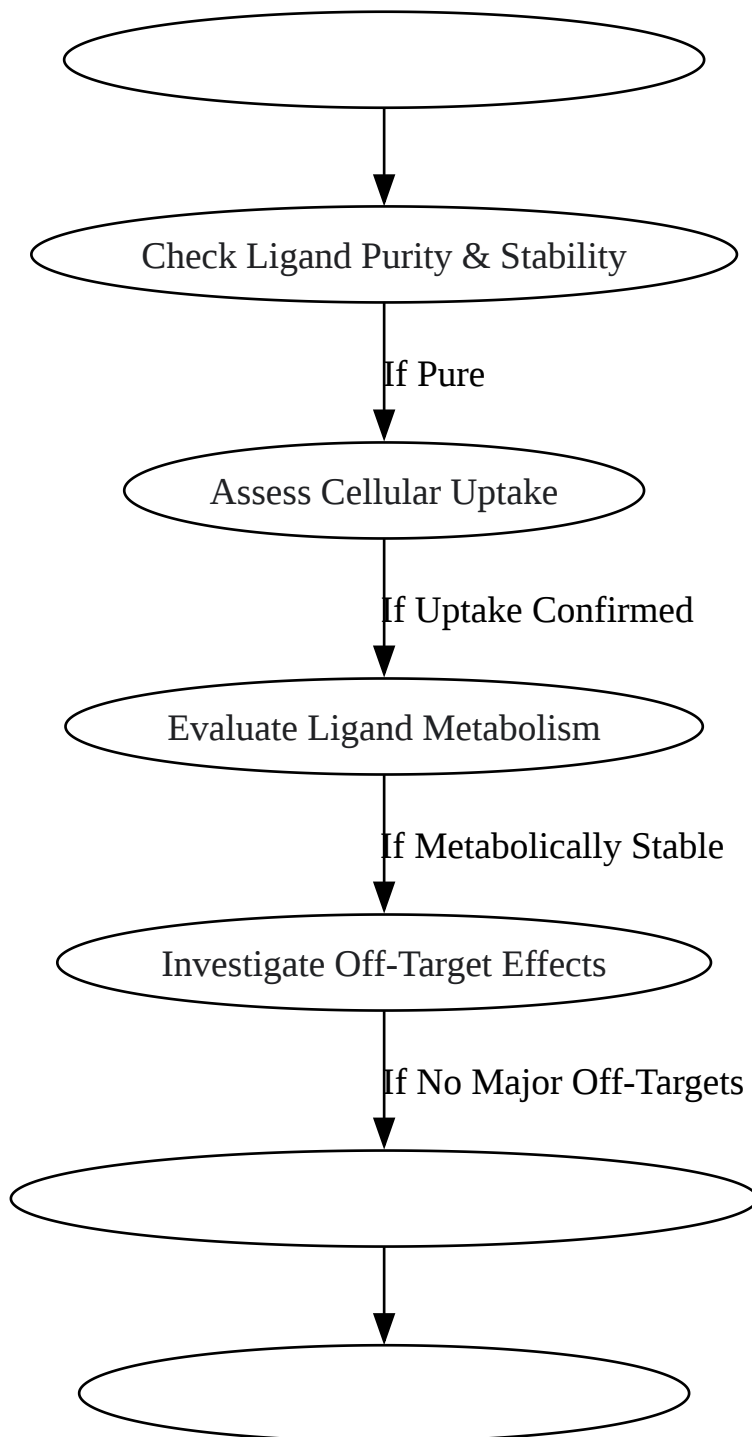 Check Ligand Purity & Stability
If Pure
Assess Cellular Uptake
If Uptake Confirmed
Evaluate Ligand Metabolism
If Metabolically Stable
Investigate Off-Target Effects
If No Major Off-Targets